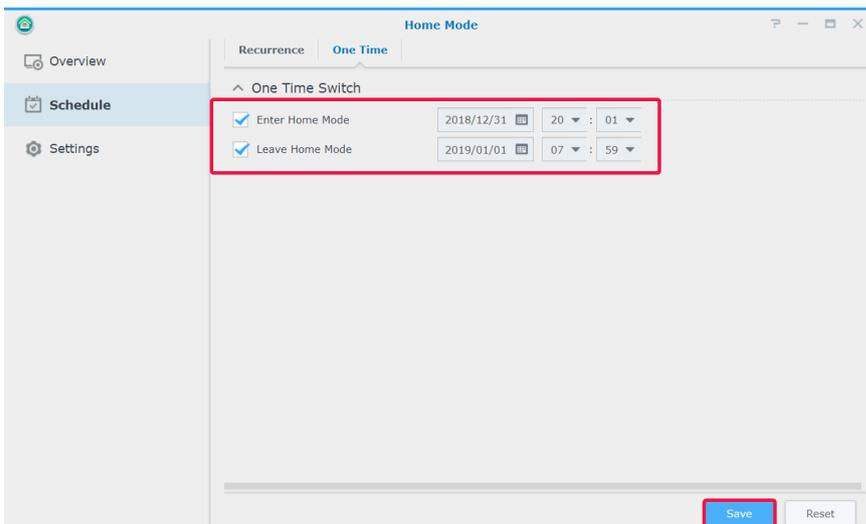 Home Mode
Overview
Schedule
Settings
Recurrence One Time
One Time Switch
Enter Home Mode 2018/12/31 20 : 01
Leave Home Mode 2019/01/01 07 : 59
Save Reset